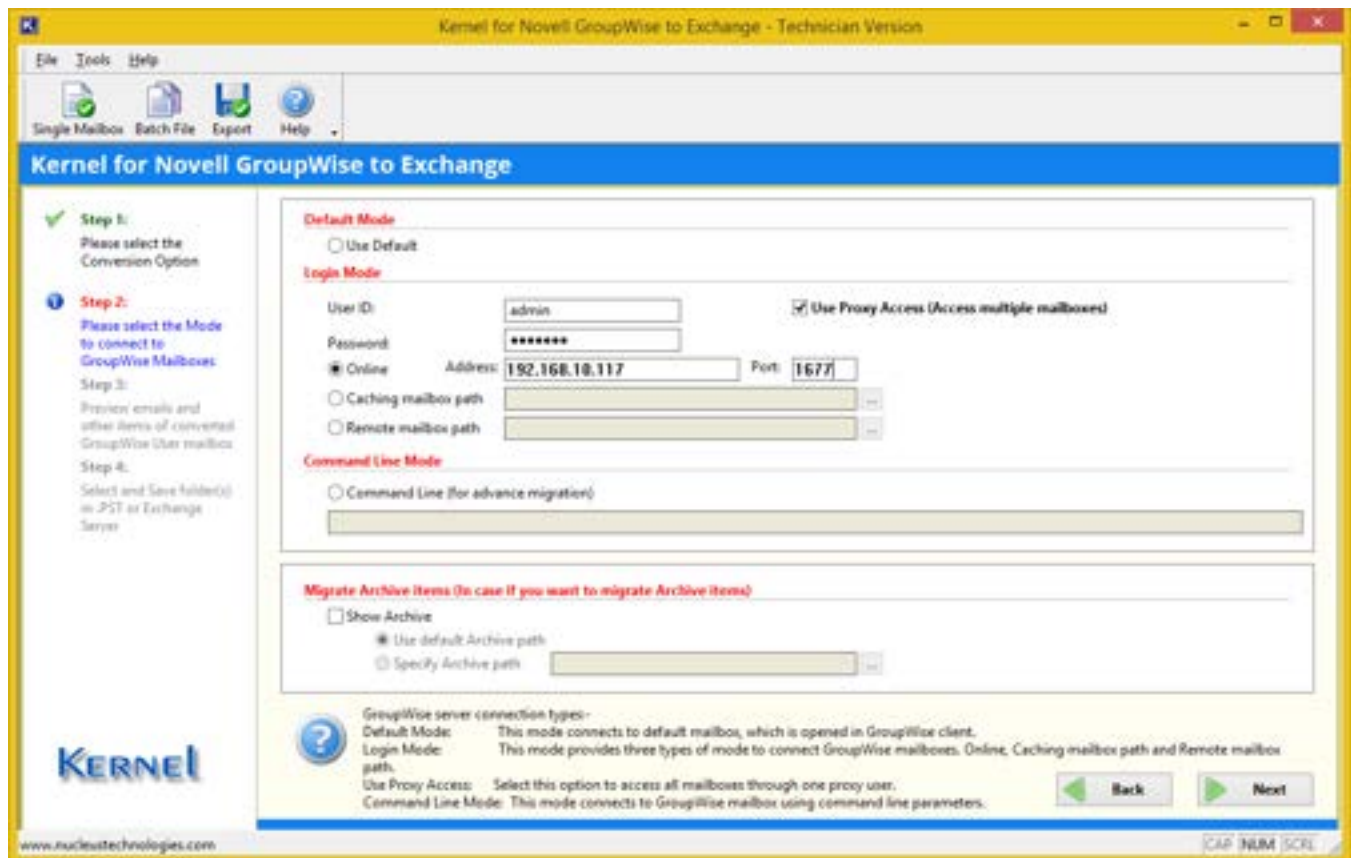 Kernel for Novell GroupWise to Exchange - Technician Version
File Tools Help
Single Mailbox Batch File Export Help
Kernel for Novell GroupWise to Exchange
Step 1:
Please select the
Conversion Option
Step 2:
Please select the Mode
to connect to
GroupWise Mailboxes
Step 3:
Preview emails and
other items of converted
GroupWise User mailbox
Step 4:
Select and Save folder(s)
in .PST or Exchange
Server
KERNEL
Default Mode
Use Default
Login Mode
User ID: admin Use Proxy Access (Access multiple mailboxes)
Password: •••••••
Online Address: 192.168.10.117 Port: 1677
Caching mailbox path ...
Remote mailbox path ...
Command Line Mode
Command Line (for advance migration)
Migrate Archive items (In case if you want to migrate Archive items)
Show Archive
Use default Archive path
Specify Archive path ...
GroupWise server connection types:-
Default Mode: This mode connects to default mailbox, which is opened in GroupWise client.
Login Mode: This mode provides three types of mode to connect GroupWise mailboxes. Online, Caching mailbox path and Remote mailbox
path.
Use Proxy Access: Select this option to access all mailboxes through one proxy user.
Command Line Mode: This mode connects to GroupWise mailbox using command line parameters.
Back Next
www.nucleustechnologies.com CAP NUM SCRL